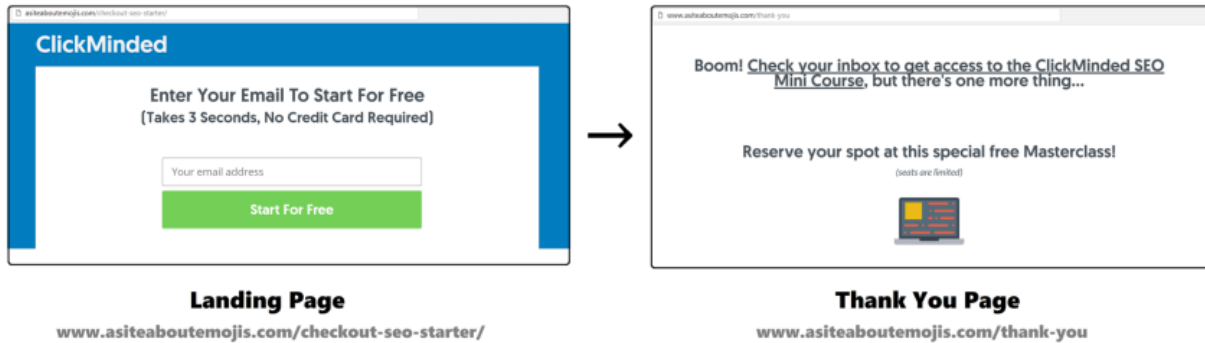 asiteaboutemojis.com/checkout-seo-starter/
ClickMinded
Enter Your Email To Start For Free
(Takes 3 Seconds, No Credit Card Required)
Your email address
Start For Free
Landing Page
www.asiteaboutemojis.com/checkout-seo-starter/
www.asiteaboutemojis.com/thank-you
Boom! Check your inbox to get access to the ClickMinded SEO
Mini Course, but there's one more thing...
Reserve your spot at this special free Masterclass!
(seats are limited)
Thank You Page
www.asiteaboutemojis.com/thank-you